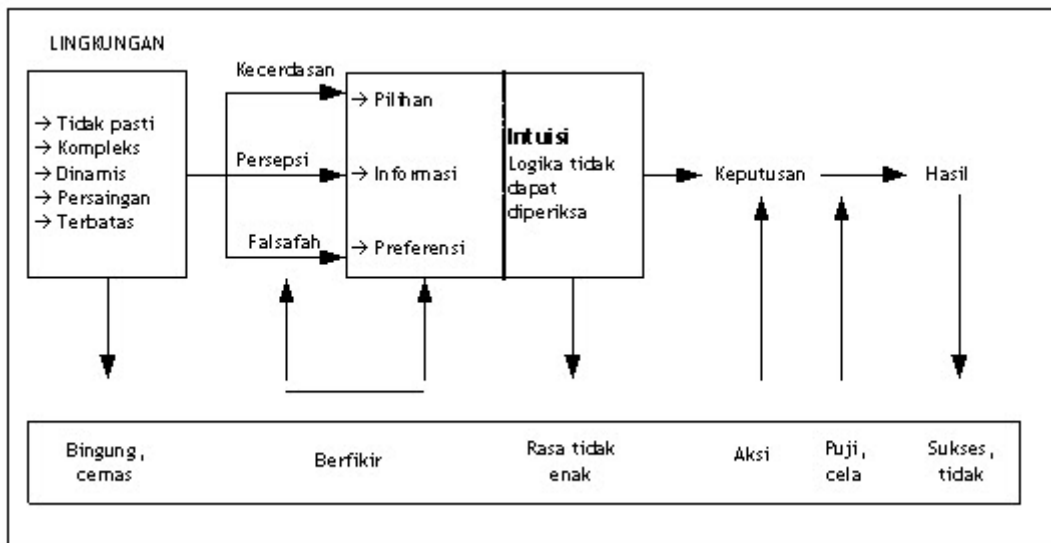 LINGKUNGAN
→ Tidak pasti
→ Kompleks
→ Dinamis
→ Persaingan
→ Terbatas
Kecerdasan
Persepsi
Falsafah
→ Pilihan
→ Informasi
→ Preferensi
Intuisi
Logika tidak
dapat
diperiksa
Keputusan
Hasil
Bingung,
cemas
Berfikir
Rasa tidak
enak
Aksi
Puji,
cela
Sukses,
tidak